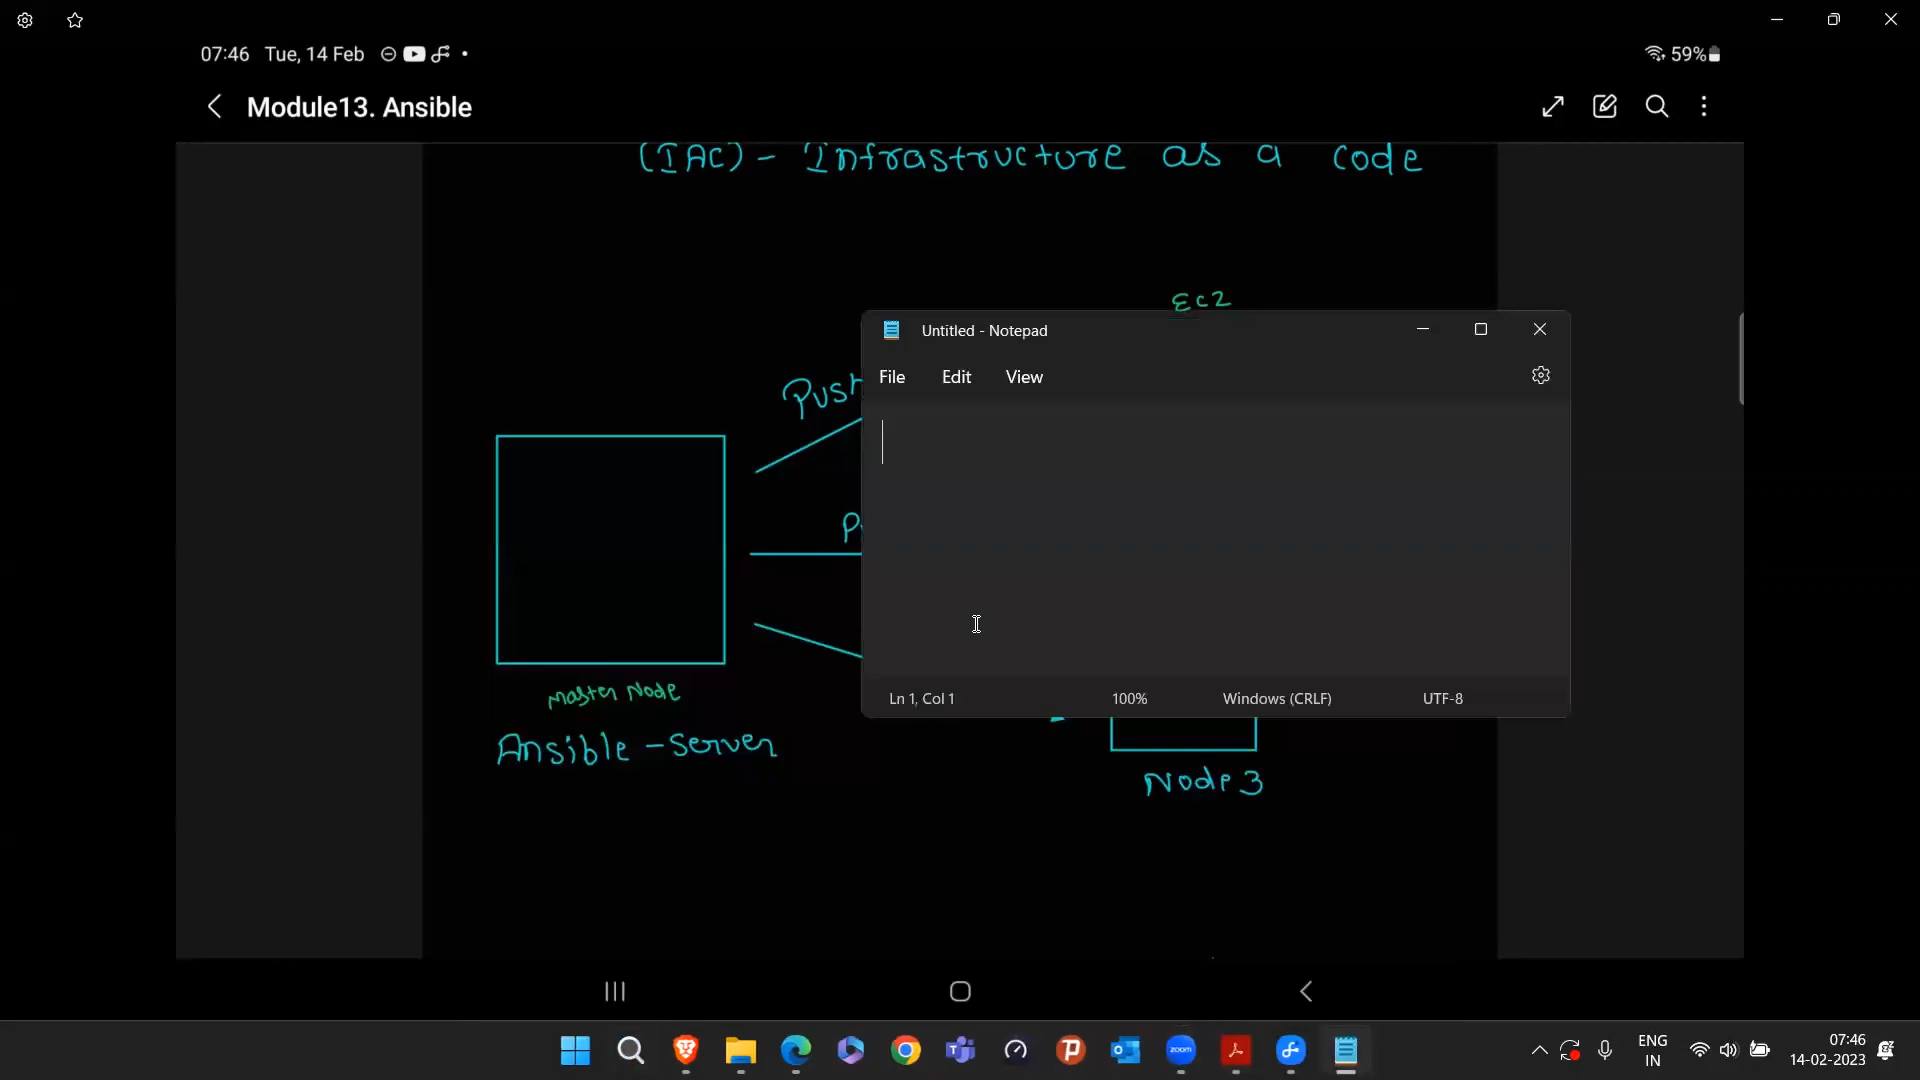 07:46 Tue, 14 Feb
59%
Module13. Ansible
(IAC) - Infrastructure as a code
EC2
Untitled - Notepad
File Edit View
Push
Ln 1, Col 1 100% Windows (CRLF) UTF-8
Master Node
Ansible - Server
Node 3
zoom
ENG
IN
07:46
14-02-2023